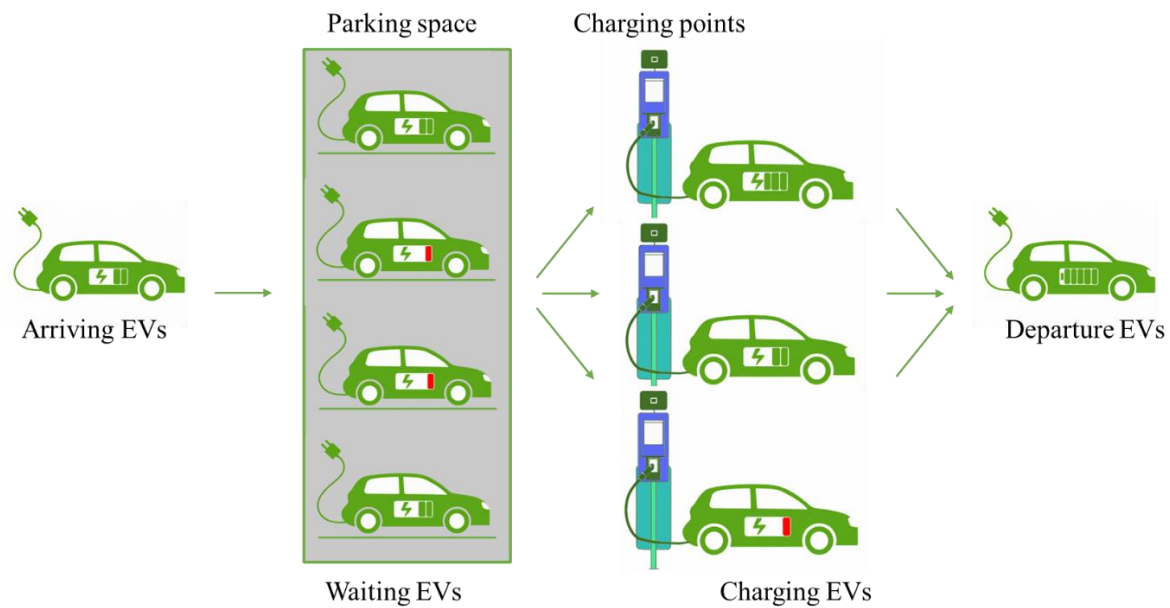 Parking space
Charging points
Arriving EVs
Departure EVs
Waiting EVs
Charging EVs